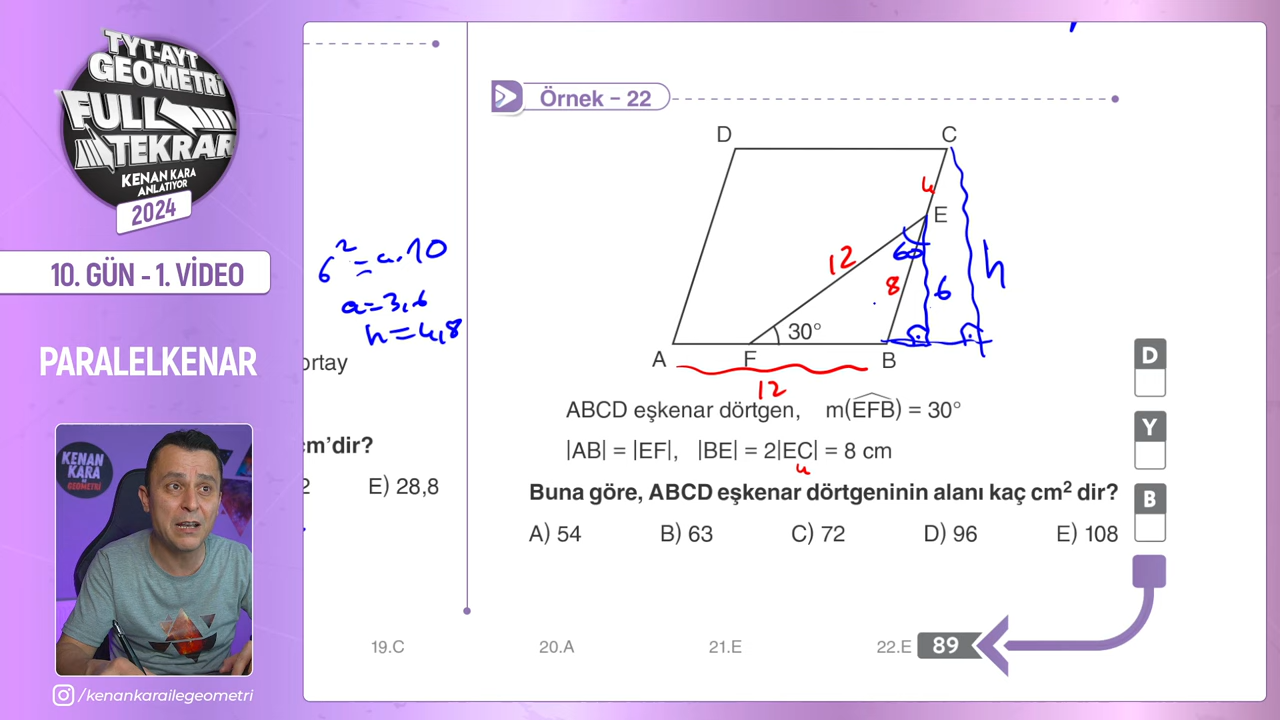 TYT-AYT
GEOMETRİ
FULL
TEKRAR
KENAN KARA
ANLATIYOR
2024
10. GÜN - 1. VİDEO
PARALELKENAR
KENAN
KARA
İLE
GEOMETRİ
/kenankarailegeometri
6² = a.10
a=3,6
h=4,8
ortay
cm'dir?
2 E) 28,8
Örnek – 22
D C
4
E
12 60
8 6 h
30°
A F B
12
ABCD eşkenar dörtgen, m(EFB) = 30°
|AB| = |EF|, |BE| = 2|EC| = 8 cm
4
Buna göre, ABCD eşkenar dörtgeninin alanı kaç cm² dir?
A) 54 B) 63 C) 72 D) 96 E) 108
D
Y
B
19.C 20.A 21.E 22.E 89